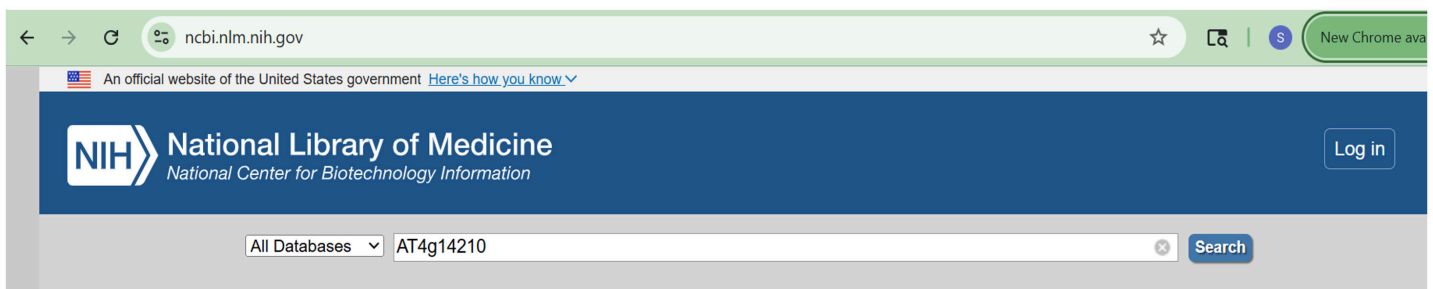 ncbi.nlm.nih.gov
S
New Chrome ava
An official website of the United States government Here's how you know
NIH National Library of Medicine
National Center for Biotechnology Information
Log in
All Databases AT4g14210 Search